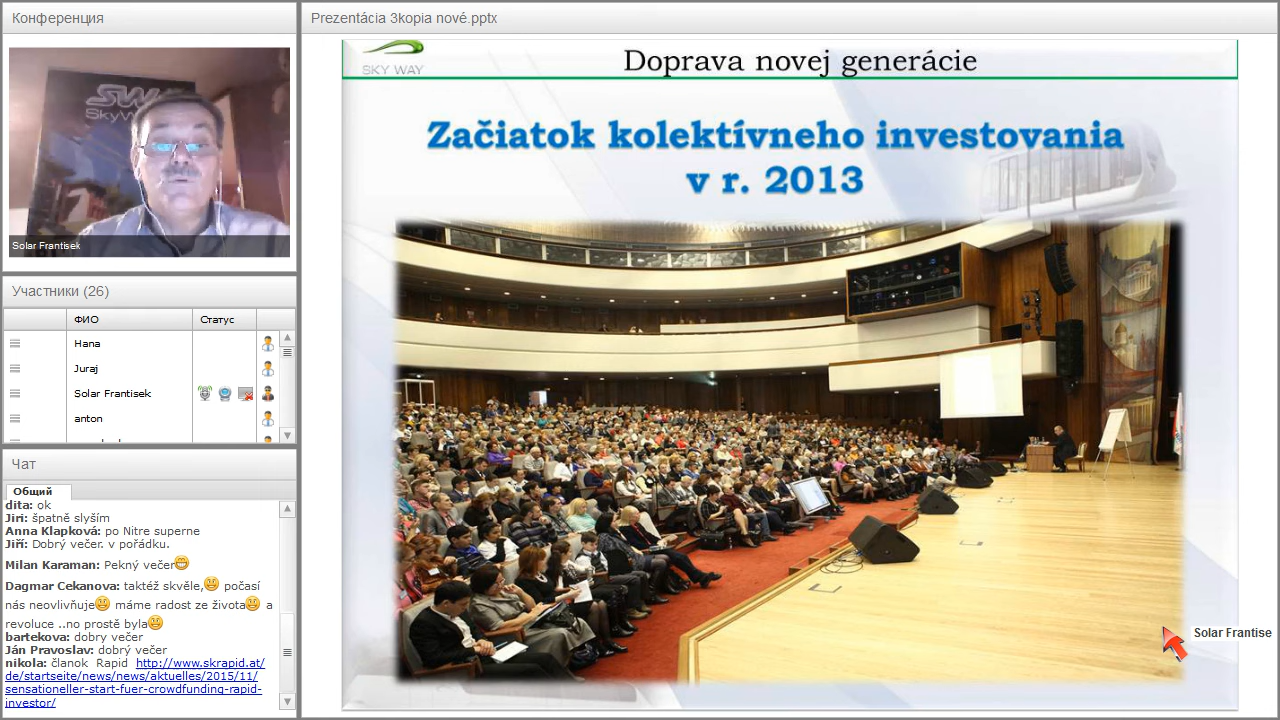 Конференция
SW
SkyW
Solar Frantisek
Участники (26)
ФИО
Статус
Hana
Juraj
Solar Frantisek
anton
Чат
Общий
dita: ok
Jiri: špatně slyším
Anna Klapková: po Nitre superne
Jiří: Dobrý večer. v pořádku.
Milan Karaman: Pekný večer
Dagmar Cekanova: taktéž skvěle, počasí
nás neovlivňuje máme radost ze života a
revoluce ..no prostě byla
bartekova: dobry večer
Ján Pravoslav: dobrý večer
nikola: članok Rapid http://www.skrapid.at/
de/startseite/news/news/aktuelles/2015/11/
sensationeller-start-fuer-crowdfunding-rapid-
investor/
Prezentácia 3kopia nové.pptx
SKY WAY
Doprava novej generácie
Začiatok kolektívneho investovania
v r. 2013
Solar Frantise